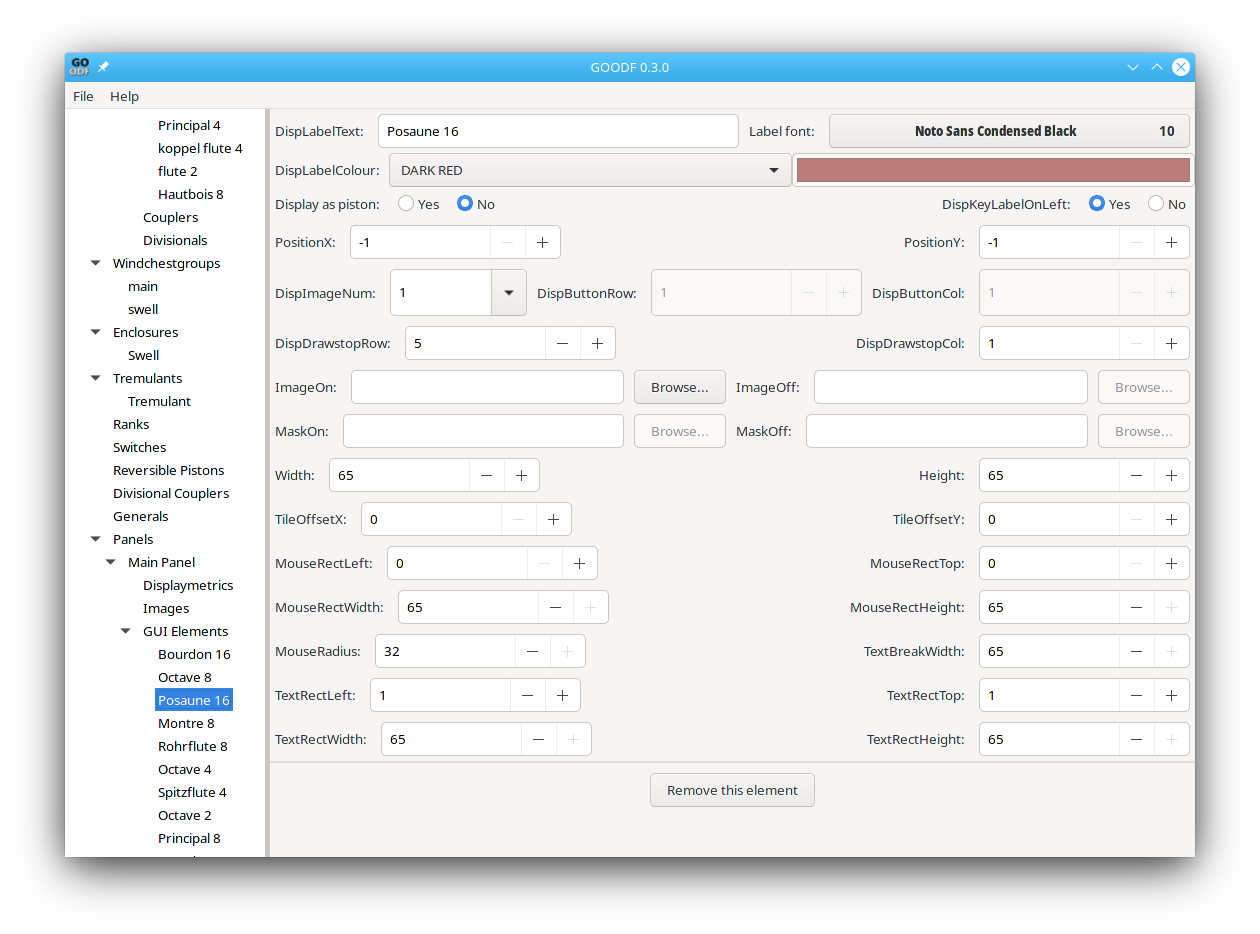 GO
ODF
GOODF 0.3.0
File Help
Principal 4
koppel flute 4
flute 2
Hautbois 8
Couplers
Divisionals
Windchestgroups
main
swell
Enclosures
Swell
Tremulants
Tremulant
Ranks
Switches
Reversible Pistons
Divisional Couplers
Generals
Panels
Main Panel
Displaymetrics
Images
GUI Elements
Bourdon 16
Octave 8
Posaune 16
Montre 8
Rohrflute 8
Octave 4
Spitzflute 4
Octave 2
Principal 8
DispLabelText: Posaune 16 Label font: Noto Sans Condensed Black 10
DispLabelColour: DARK RED
Display as piston: Yes No DispKeyLabelOnLeft: Yes No
PositionX: -1 PositionY: -1
DispImageNum: 1 DispButtonRow: 1 DispButtonCol: 1
DispDrawstopRow: 5 DispDrawstopCol: 1
ImageOn: Browse... ImageOff: Browse...
MaskOn: Browse... MaskOff: Browse...
Width: 65 Height: 65
TileOffsetX: 0 TileOffsetY: 0
MouseRectLeft: 0 MouseRectTop: 0
MouseRectWidth: 65 MouseRectHeight: 65
MouseRadius: 32 TextBreakWidth: 65
TextRectLeft: 1 TextRectTop: 1
TextRectWidth: 65 TextRectHeight: 65
Remove this element